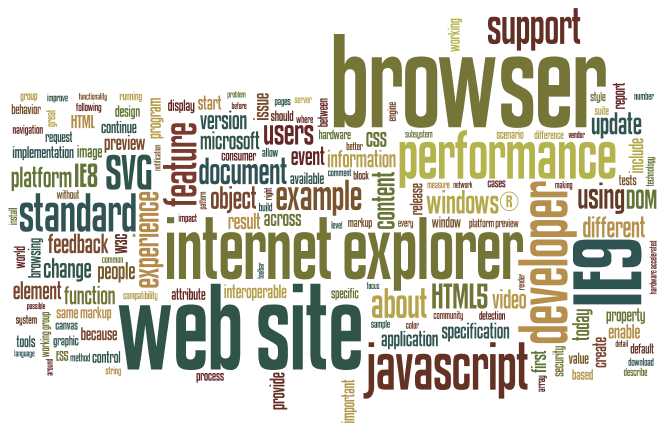 support
working
browser
group
improve
functionality
running
problem
pages
server
style
report
number
behavior
great
HTML
following
design
program
display
start
before
issue
should
where
between
engine
suite
navigation
request
continue
version
users
hardware
CSS
subsystem
scenario
difference
vendor
update
implementation
image
preview
notification
feature
microsoft
consumer
allow
event
better
information
performance
include
technology
platform
IE8
SVG
document
available
comment
block
content
measure
network
cases
making
tests
without
install
standard
experience
pattern
object
build
right
example
release
windows®
developer
using
DOM
world
browsing
feedback
W3C
impact
result
across
level
markup
every
window
platform preview
different
change
common
people
internet explorer
toolbar
render
IE9
hardware accelerated
element
function
compatibility
attribute
interoperable
specific
focus
about
HTML5
video
possible
system
same markup
web site
sample
color
community
detection
today
property
working group
canvas
because
application
specification
enable
tools
graphic
language
ES5
method
control
javascript
first
security
value
create
detail
default
download
pursue
string
process
provide
important
array
based
describe